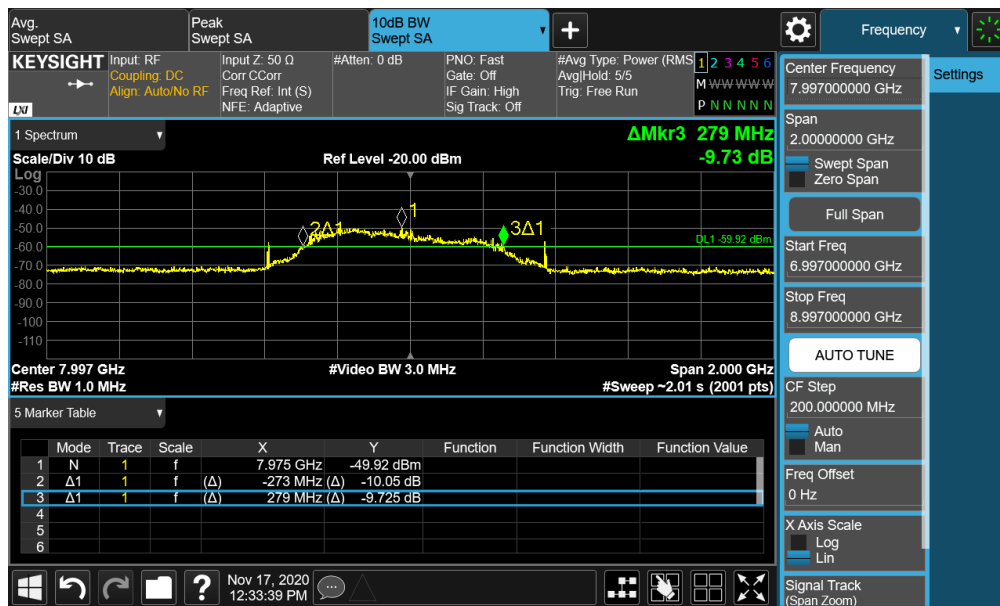 Avg.
Swept SA
Peak
Swept SA
10dB BW
Swept SA
Frequency
KEYSIGHT
LXI
Input: RF
Coupling: DC
Align: Auto/No RF
Input Z: 50 Ω
Corr CCorr
Freq Ref: Int (S)
NFE: Adaptive
#Atten: 0 dB
PNO: Fast
Gate: Off
IF Gain: High
Sig Track: Off
#Avg Type: Power (RMS
Avg|Hold: 5/5
Trig: Free Run
1 2 3 4 5 6
M W W W W W
P N N N N N
1 Spectrum
ΔMkr3 279 MHz
-9.73 dB
Scale/Div 10 dB
Ref Level -20.00 dBm
Log
-30.0
-40.0
-50.0
-60.0
-70.0
-80.0
-90.0
-100
-110
2Δ1
1
3Δ1
DL1 -59.92 dBm
Center 7.997 GHz
#Video BW 3.0 MHz
Span 2.000 GHz
#Res BW 1.0 MHz
#Sweep ~2.01 s (2001 pts)
5 Marker Table
Mode Trace Scale X Y Function Function Width Function Value
1 N 1 f 7.975 GHz -49.92 dBm
2 Δ1 1 f (Δ) -273 MHz (Δ) -10.05 dB
3 Δ1 1 f (Δ) 279 MHz (Δ) -9.725 dB
4
5
6
Nov 17, 2020
12:33:39 PM
Center Frequency
7.997000000 GHz
Span
2.00000000 GHz
Swept Span
Zero Span
Full Span
Start Freq
6.997000000 GHz
Stop Freq
8.997000000 GHz
AUTO TUNE
CF Step
200.000000 MHz
Auto
Man
Freq Offset
0 Hz
X Axis Scale
Log
Lin
Signal Track
(Span Zoom)
Settings